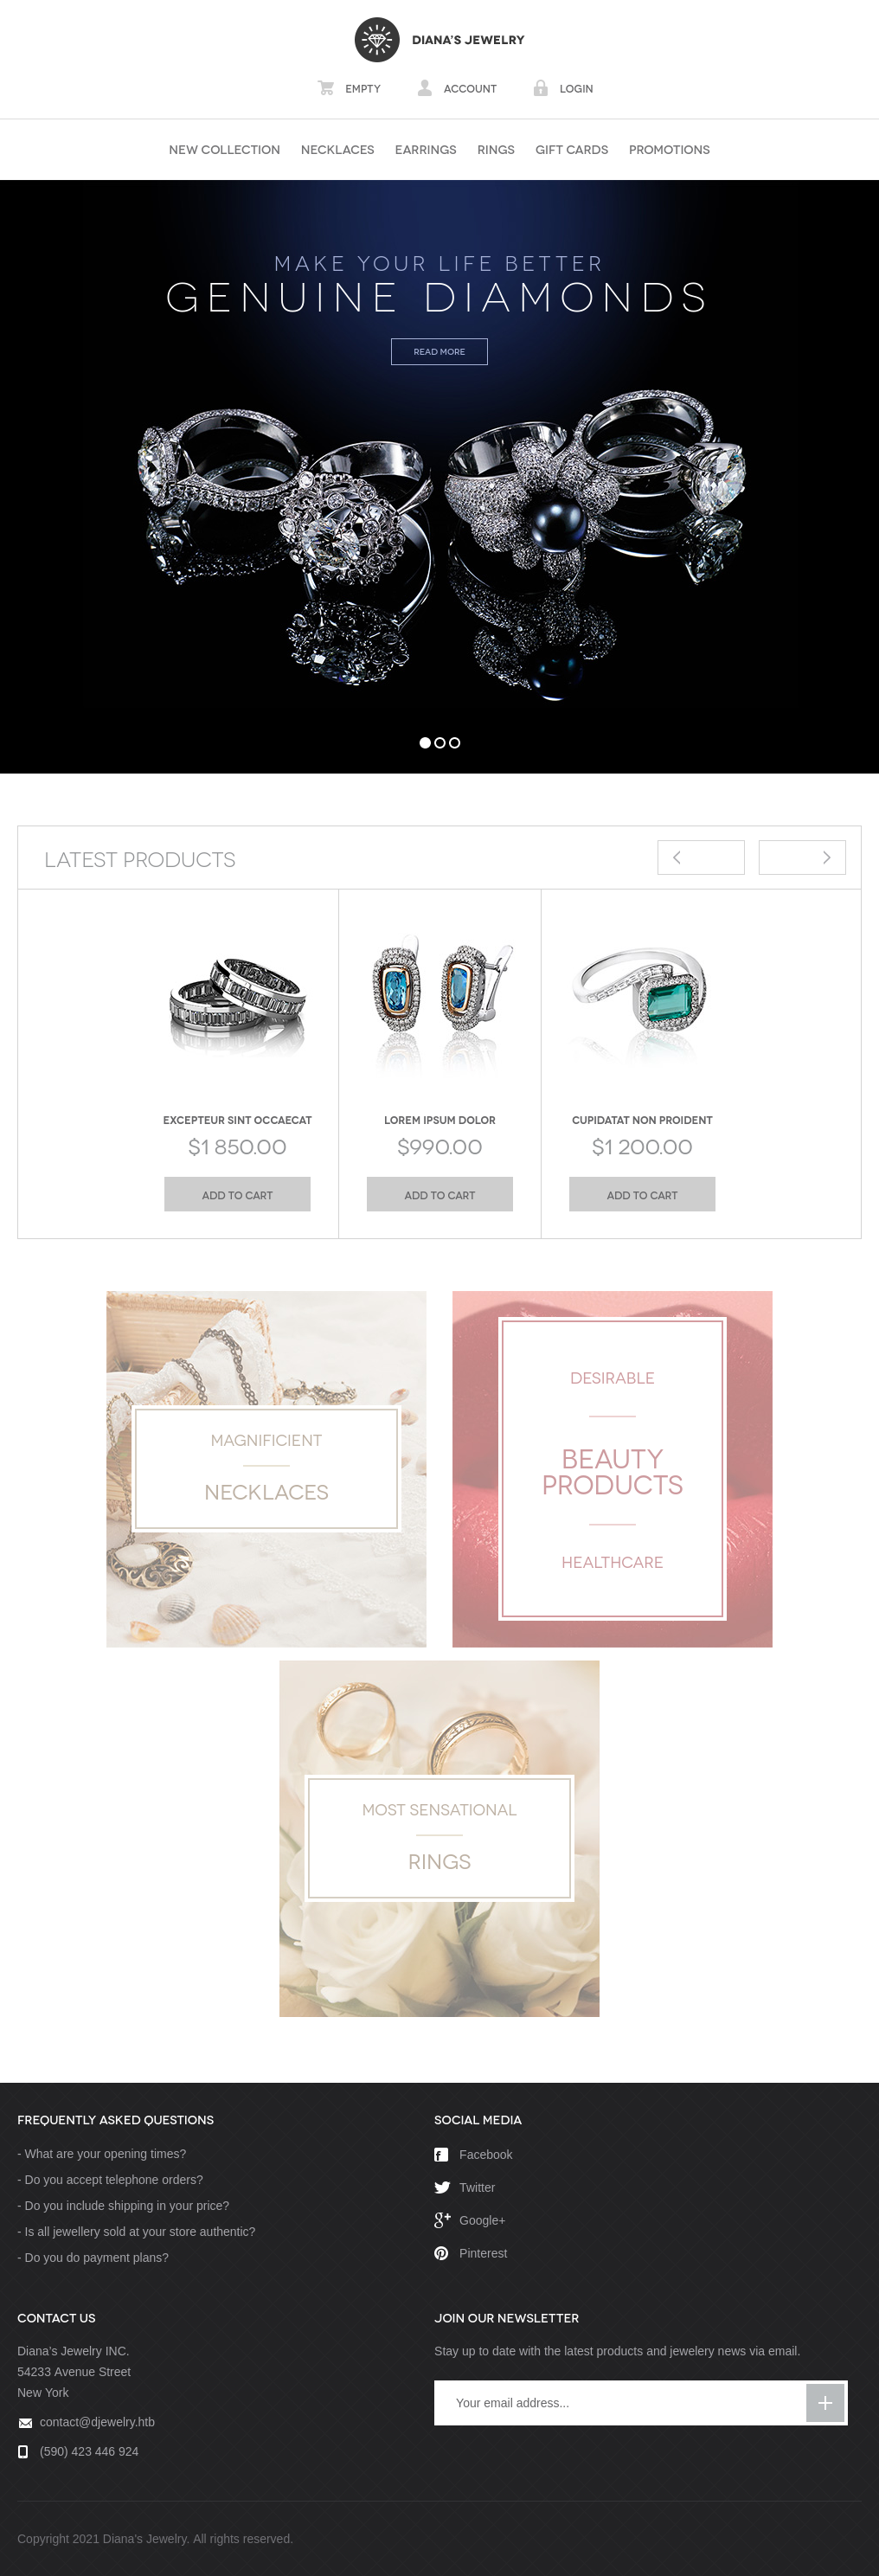 DIANA'S JEWELRY
EMPTY ACCOUNT LOGIN
NEW COLLECTION NECKLACES EARRINGS RINGS GIFT CARDS PROMOTIONS
MAKE YOUR LIFE BETTER
GENUINE DIAMONDS
READ MORE
LATEST PRODUCTS
EXCEPTEUR SINT OCCAECAT
$1 850.00
ADD TO CART
LOREM IPSUM DOLOR
$990.00
ADD TO CART
CUPIDATAT NON PROIDENT
$1 200.00
ADD TO CART
MAGNIFICIENT
NECKLACES
DESIRABLE
BEAUTY
PRODUCTS
HEALTHCARE
MOST SENSATIONAL
RINGS
FREQUENTLY ASKED QUESTIONS
- What are your opening times?
- Do you accept telephone orders?
- Do you include shipping in your price?
- Is all jewellery sold at your store authentic?
- Do you do payment plans?
SOCIAL MEDIA
Facebook
Twitter
Google+
Pinterest
CONTACT US
Diana's Jewelry INC.
54233 Avenue Street
New York
contact@djewelry.htb
(590) 423 446 924
JOIN OUR NEWSLETTER
Stay up to date with the latest products and jewelery news via email.
Your email address...
Copyright 2021 Diana's Jewelry. All rights reserved.